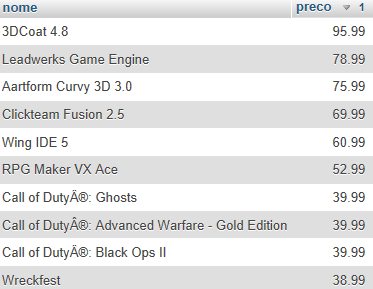 nome preco 1
3DCoat 4.8 95.99
Leadwerks Game Engine 78.99
Aartform Curvy 3D 3.0 75.99
Clickteam Fusion 2.5 69.99
Wing IDE 5 60.99
RPG Maker VX Ace 52.99
Call of DutyÂ®: Ghosts 39.99
Call of DutyÂ®: Advanced Warfare - Gold Edition 39.99
Call of DutyÂ®: Black Ops II 39.99
Wreckfest 38.99